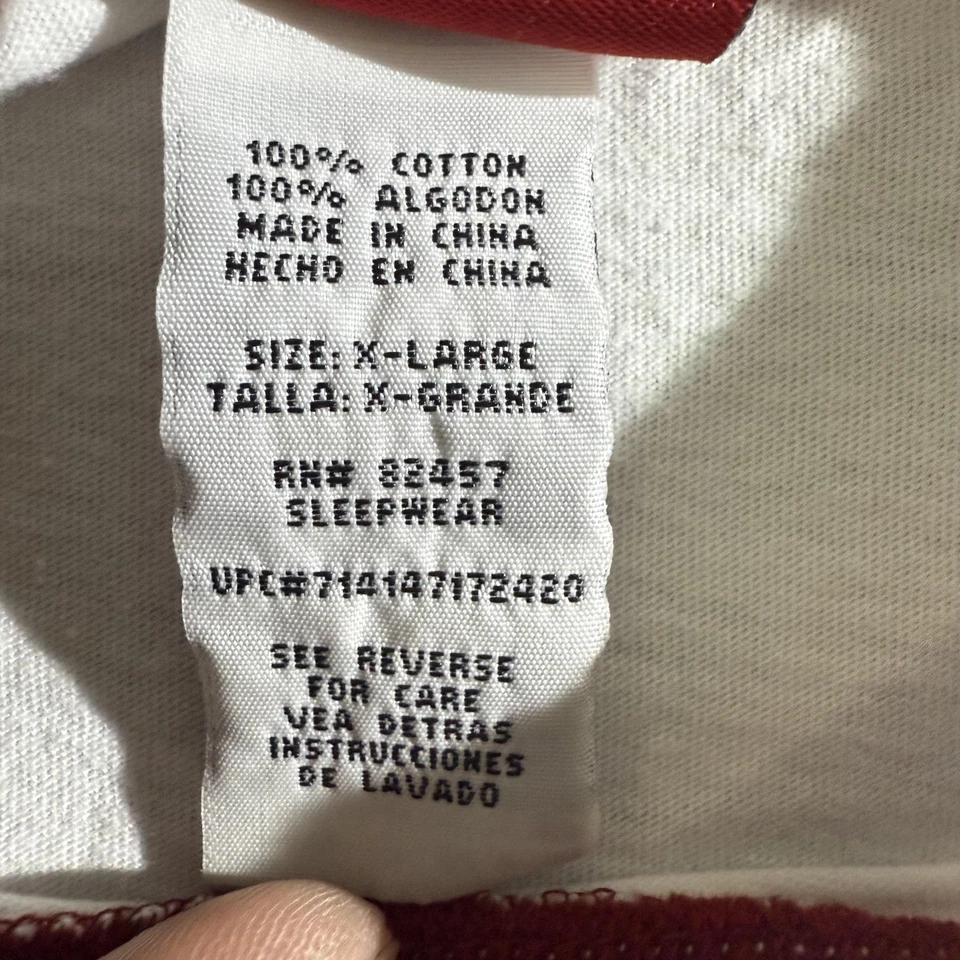 100% COTTON
100% ALGODON
MADE IN CHINA
HECHO EN CHINA
SIZE: X-LARGE
TALLA: X-GRANDE
RN# 82457
SLEEPWEAR
UPC#714147172420
SEE REVERSE
FOR CARE
VEA DETRAS
INSTRUCCIONES
DE LAVADO